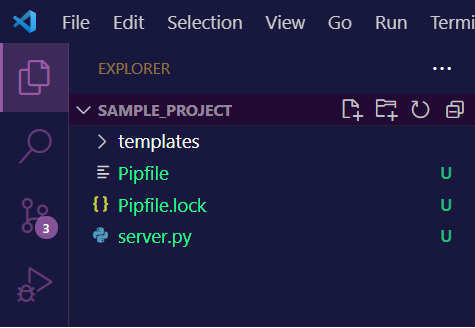 File Edit Selection View Go Run Termi
EXPLORER
SAMPLE_PROJECT
templates
Pipfile U
{} Pipfile.lock U
server.py U
3